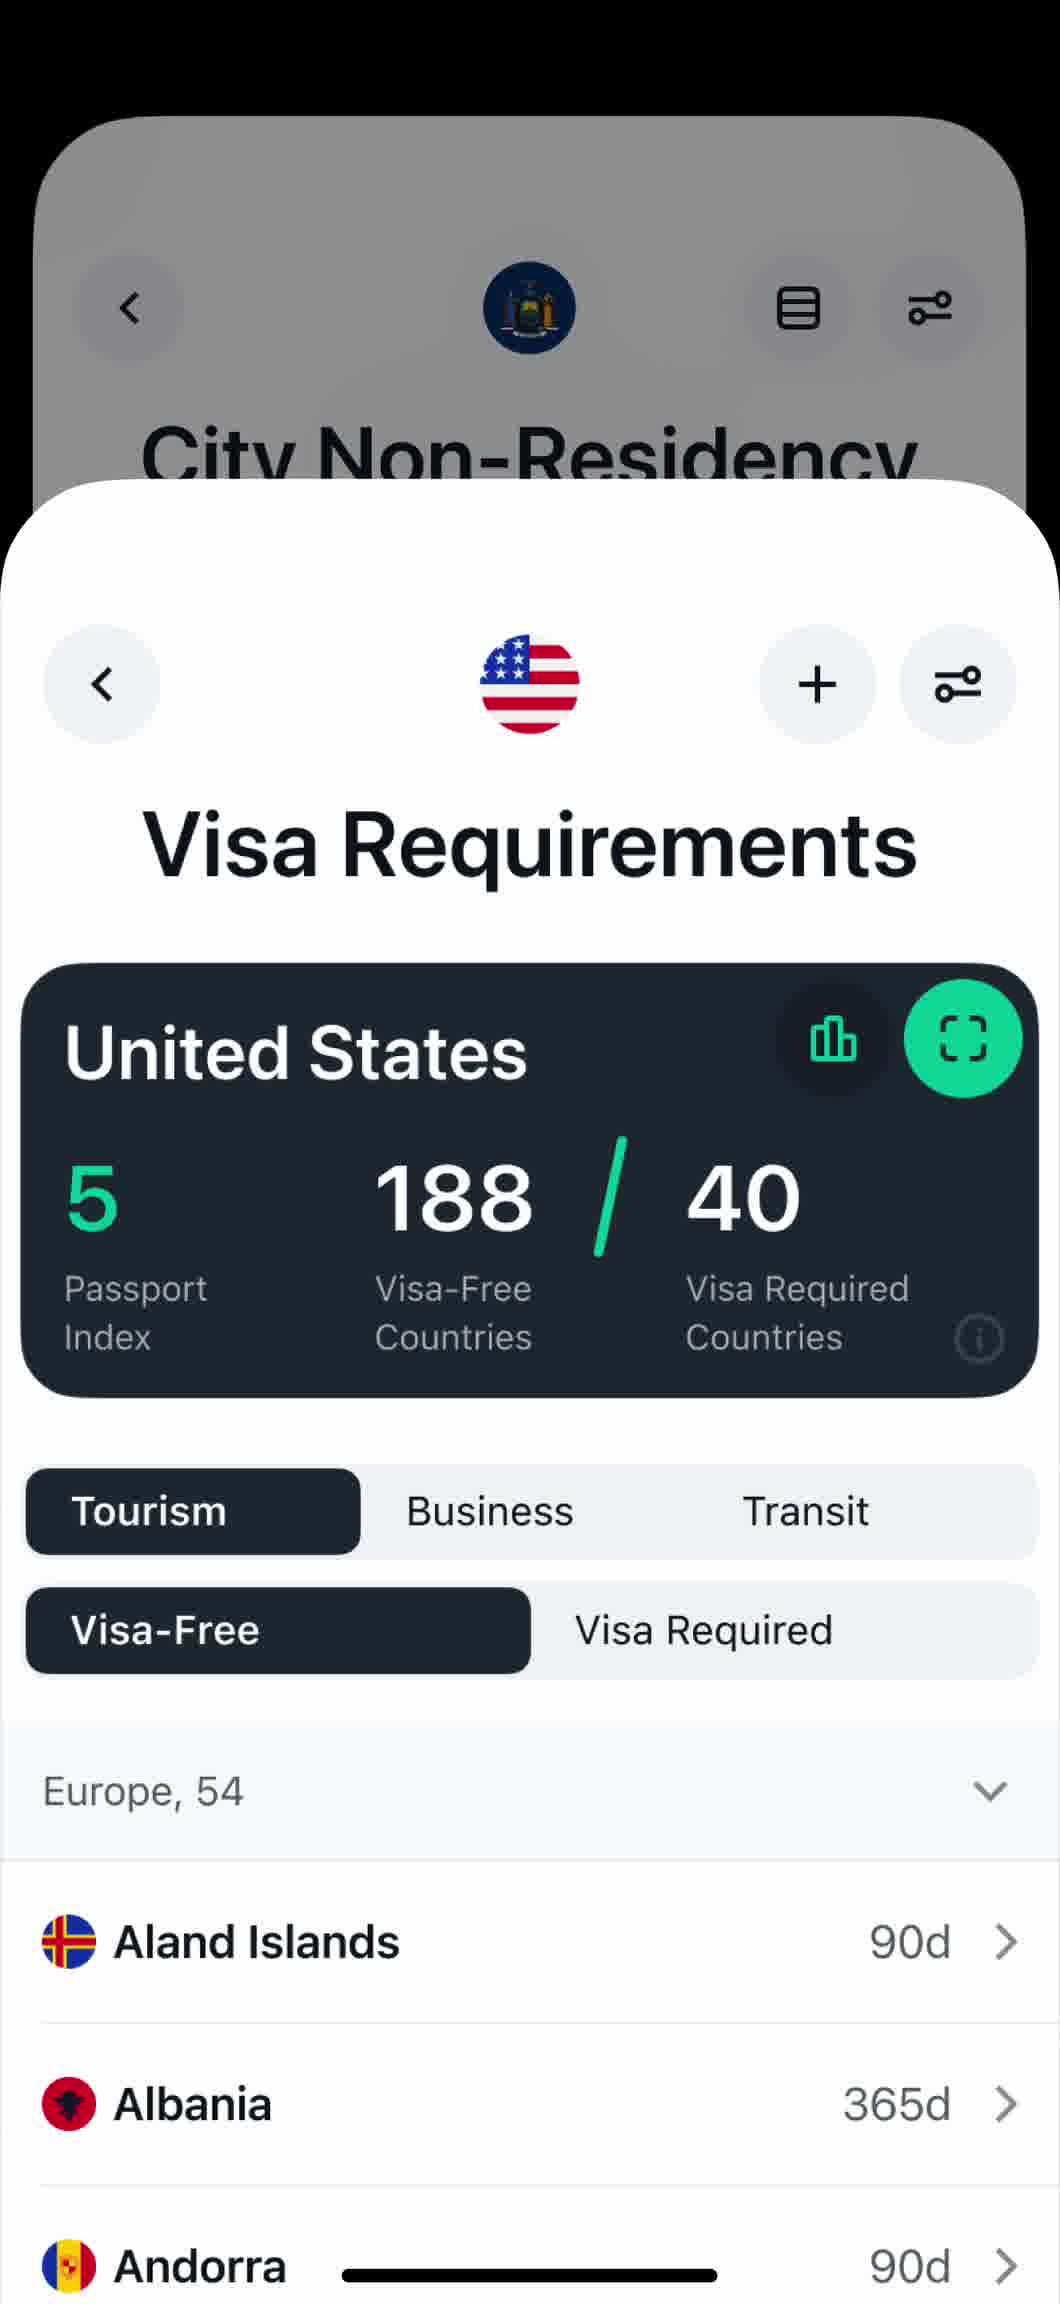 City Non-Residency
Visa Requirements
United States
5
188
40
Passport
Index
Visa-Free
Countries
Visa Required
Countries
Tourism
Business
Transit
Visa-Free
Visa Required
Europe, 54
Aland Islands
90d
Albania
365d
Andorra
90d